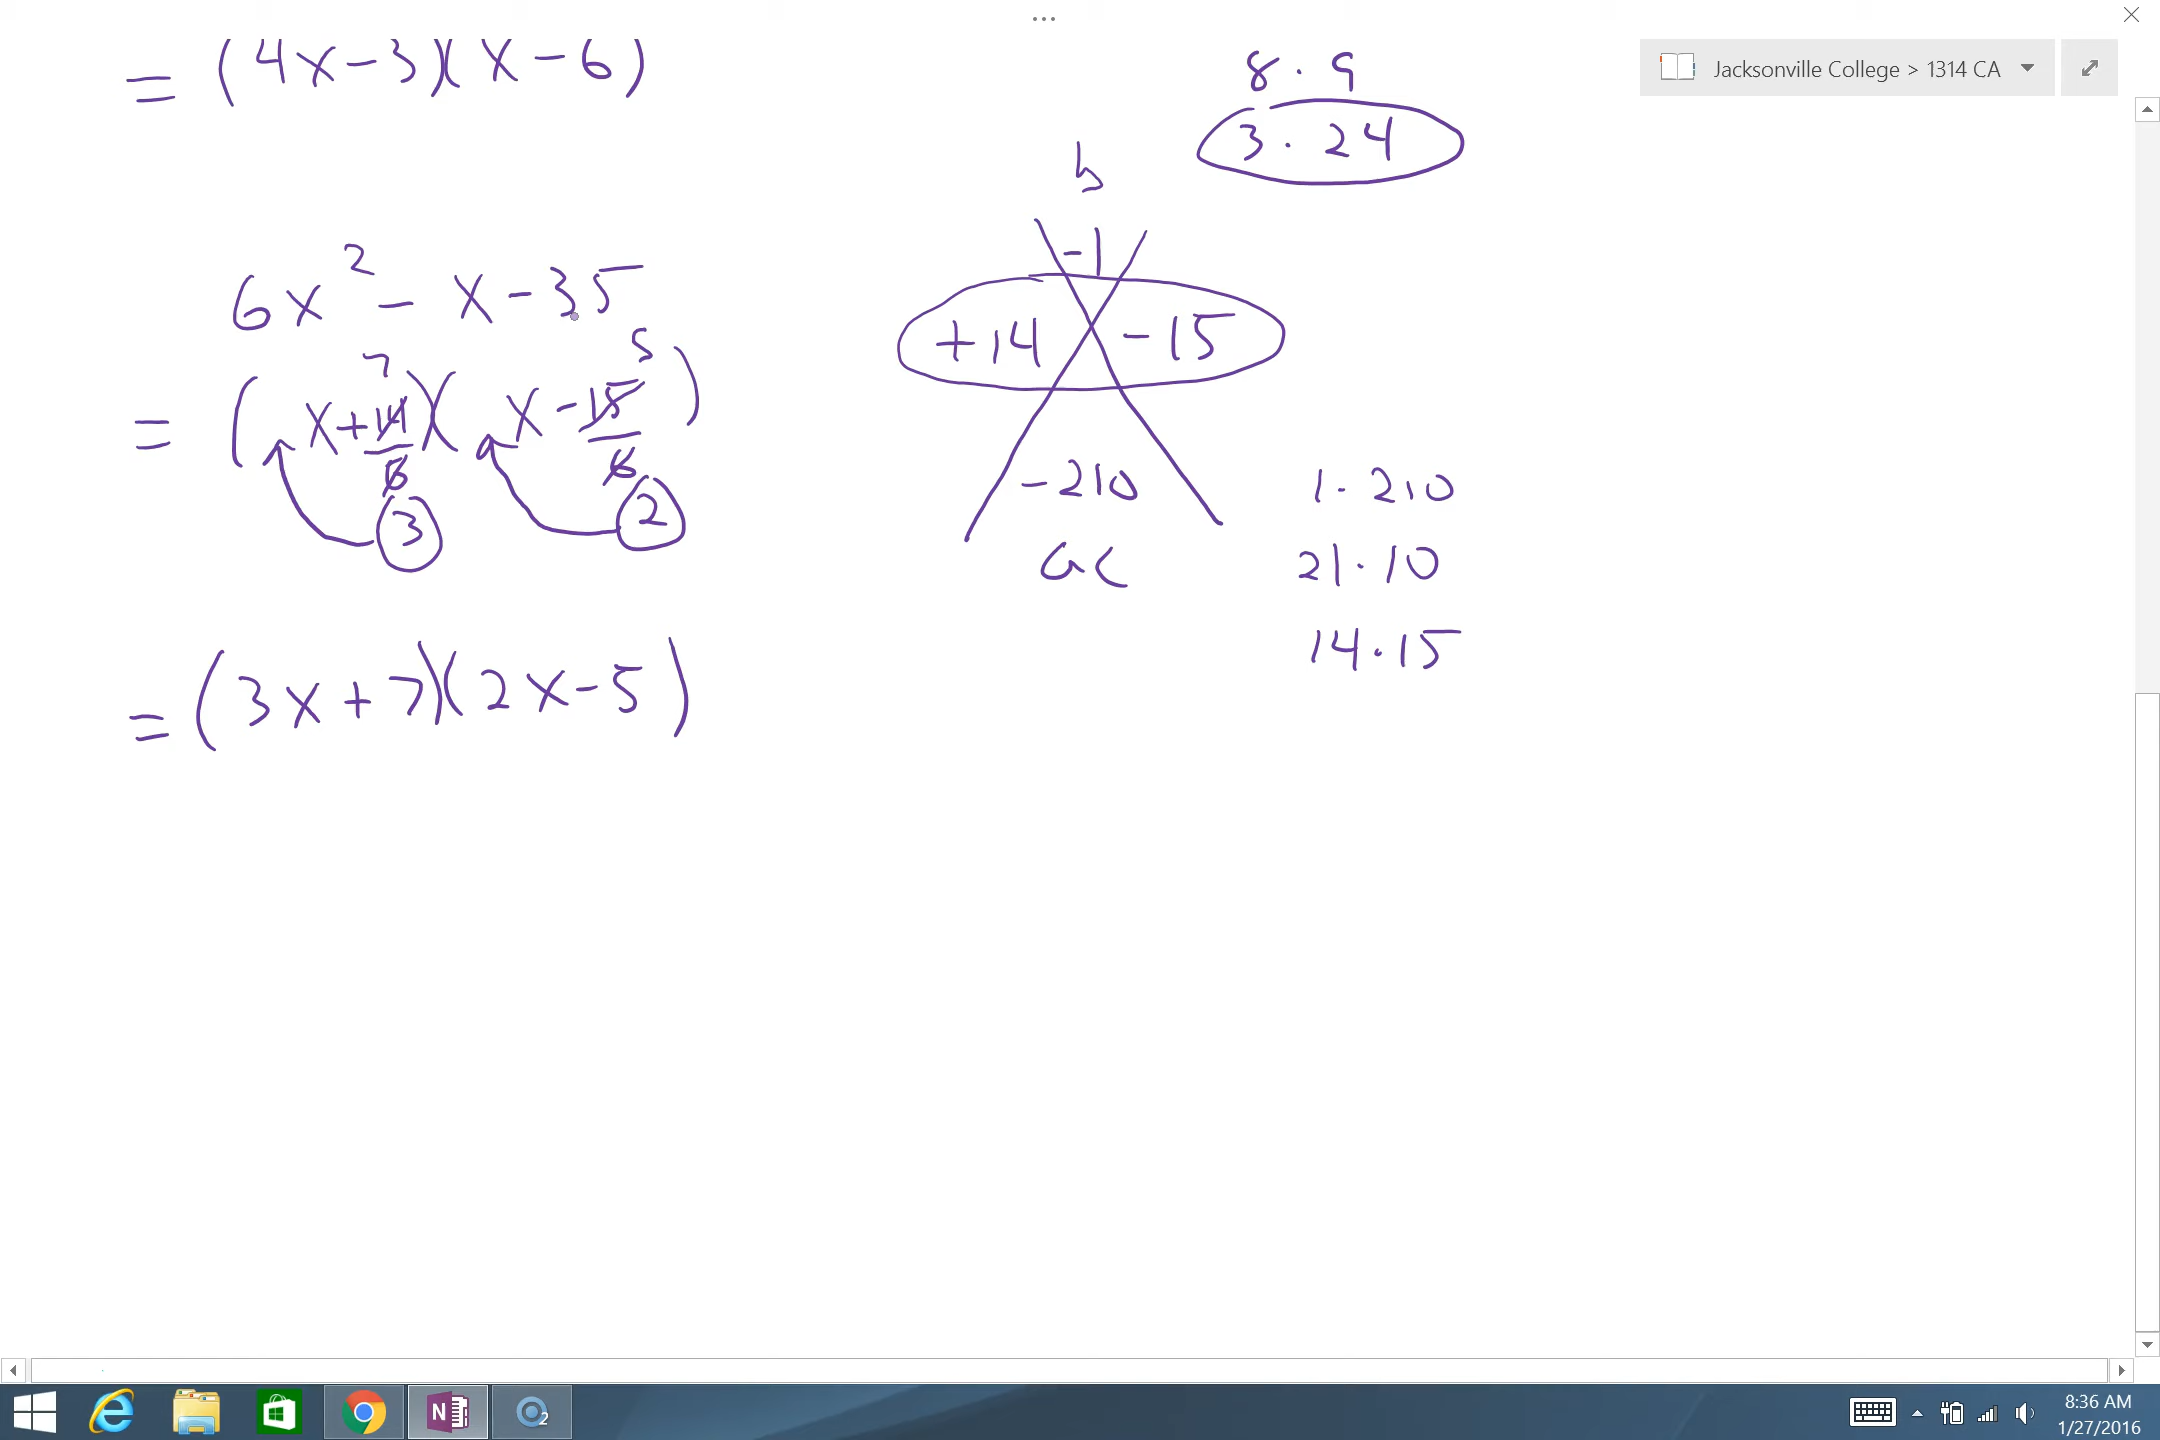 ...
Jacksonville College > 1314 CA
= (4x-3)(x-6)
8 · 9
3 · 24
b
-1
6x² - x - 35
+14 -15
7 5
= (x+14/6)(x-15/6)
3 2
-210
ac
1 · 210
21 · 10
14 · 15
= (3x+7)(2x-5)
N
2
8:36 AM
1/27/2016